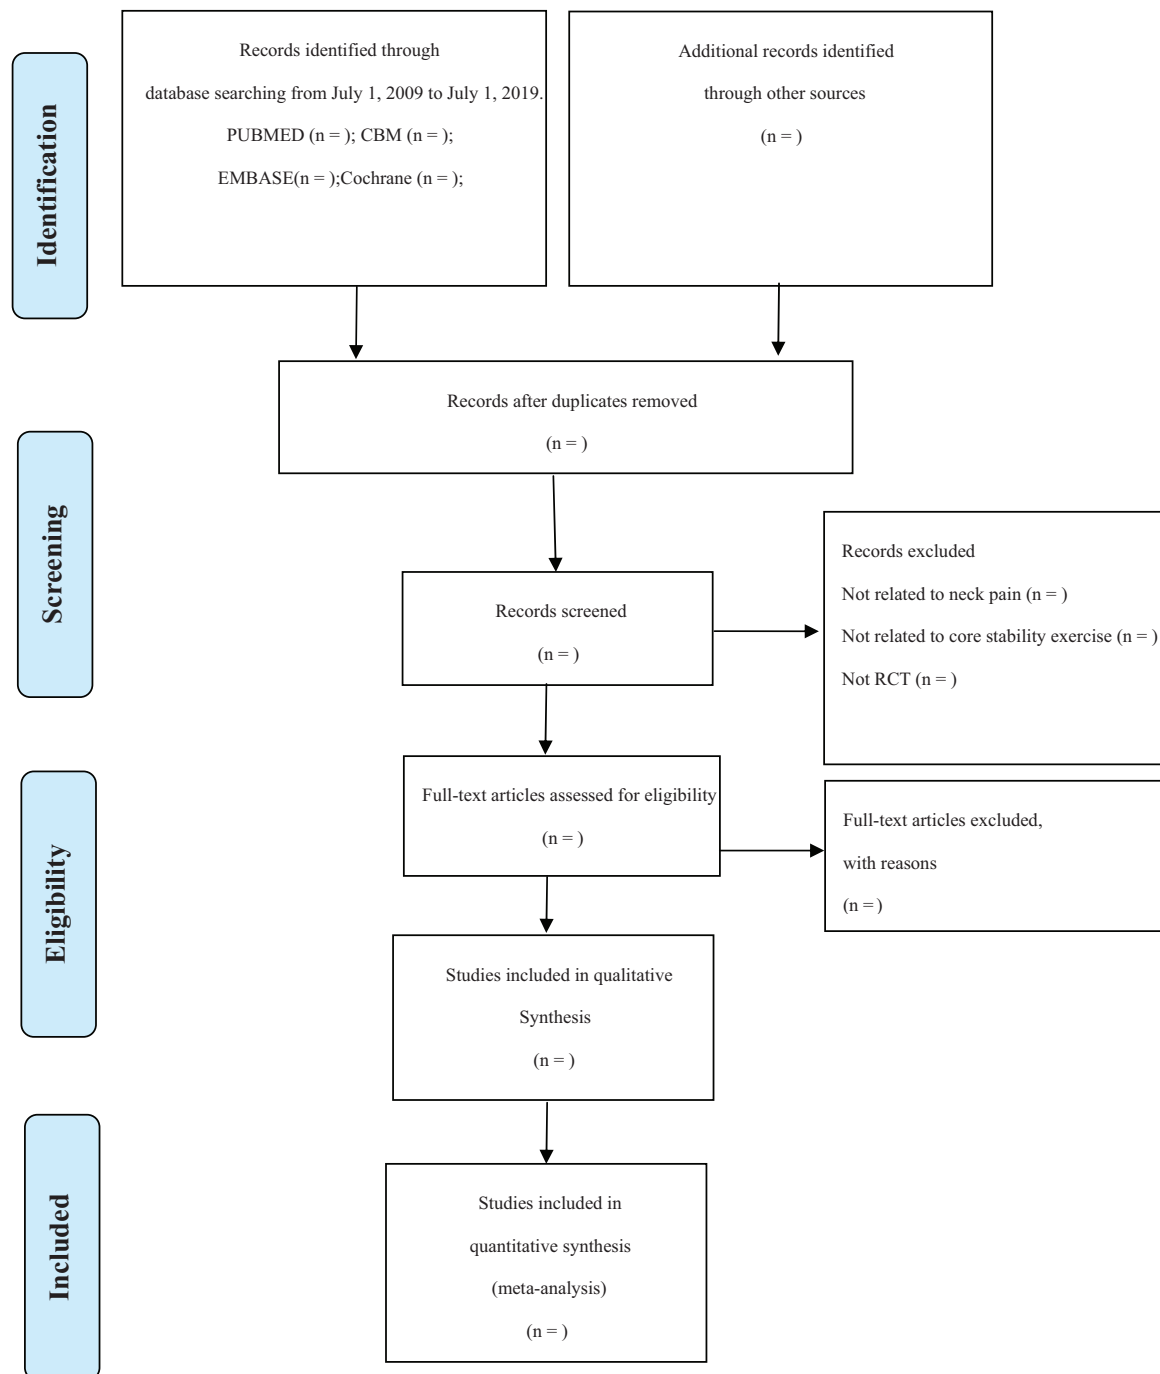 Identification
Records identified through
database searching from July 1, 2009 to July 1, 2019.
PUBMED (n = ); CBM (n = );
EMBASE(n = );Cochrane (n = );
Additional records identified
through other sources
(n = )
Records after duplicates removed
(n = )
Screening
Records screened
(n = )
Records excluded
Not related to neck pain (n = )
Not related to core stability exercise (n = )
Not RCT (n = )
Eligibility
Full-text articles assessed for eligibility
(n = )
Full-text articles excluded,
with reasons
(n = )
Studies included in qualitative
Synthesis
(n = )
Included
Studies included in
quantitative synthesis
(meta-analysis)
(n = )